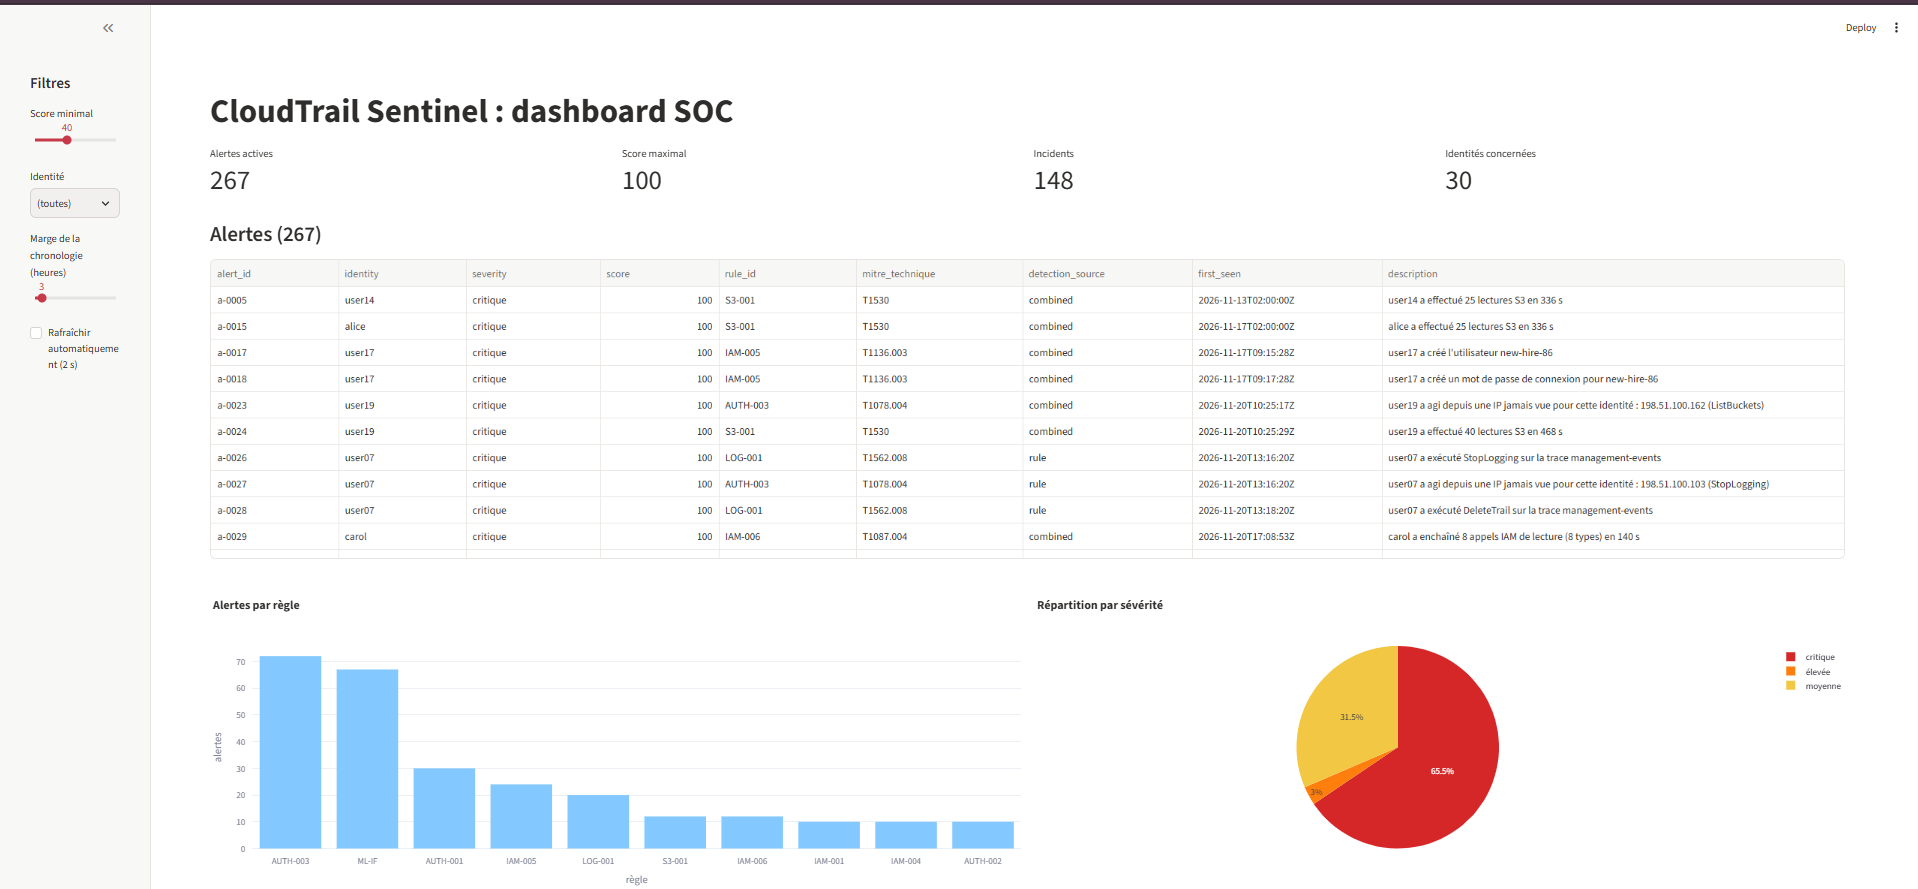 Deploy
Filtres
Score minimal
40
Identité
(toutes)
Marge de la
chronologie
(heures)
3
Rafraîchir
automatiqueme
nt (2 s)
CloudTrail Sentinel : dashboard SOC
Alertes actives Score maximal Incidents Identités concernées
267 100 148 30
Alertes (267)
alert_id identity severity score rule_id mitre_technique detection_source first_seen description
a-0005 user14 critique 100 S3-001 T1530 combined 2026-11-13T02:00:00Z user14 a effectué 25 lectures S3 en 336 s
a-0015 alice critique 100 S3-001 T1530 combined 2026-11-17T02:00:00Z alice a effectué 25 lectures S3 en 336 s
a-0017 user17 critique 100 IAM-005 T1136.003 combined 2026-11-17T09:15:28Z user17 a créé l'utilisateur new-hire-86
a-0018 user17 critique 100 IAM-005 T1136.003 combined 2026-11-17T09:17:28Z user17 a créé un mot de passe de connexion pour new-hire-86
a-0023 user19 critique 100 AUTH-003 T1078.004 combined 2026-11-20T10:25:17Z user19 a agi depuis une IP jamais vue pour cette identité : 198.51.100.162 (ListBuckets)
a-0024 user19 critique 100 S3-001 T1530 combined 2026-11-20T10:25:29Z user19 a effectué 40 lectures S3 en 468 s
a-0026 user07 critique 100 LOG-001 T1562.008 rule 2026-11-20T13:16:20Z user07 a exécuté StopLogging sur la trace management-events
a-0027 user07 critique 100 AUTH-003 T1078.004 rule 2026-11-20T13:16:20Z user07 a agi depuis une IP jamais vue pour cette identité : 198.51.100.103 (StopLogging)
a-0028 user07 critique 100 LOG-001 T1562.008 rule 2026-11-20T13:18:20Z user07 a exécuté DeleteTrail sur la trace management-events
a-0029 carol critique 100 IAM-006 T1087.004 combined 2026-11-20T17:08:53Z carol a enchaîné 8 appels IAM de lecture (8 types) en 140 s
Alertes par règle
70
60
50
40
30
20
10
0
alertes
AUTH-003 ML-IF AUTH-001 IAM-005 LOG-001 S3-001 IAM-006 IAM-001 IAM-004 AUTH-002
règle
Répartition par sévérité
31.5%
3%
65.5%
critique
élevée
moyenne